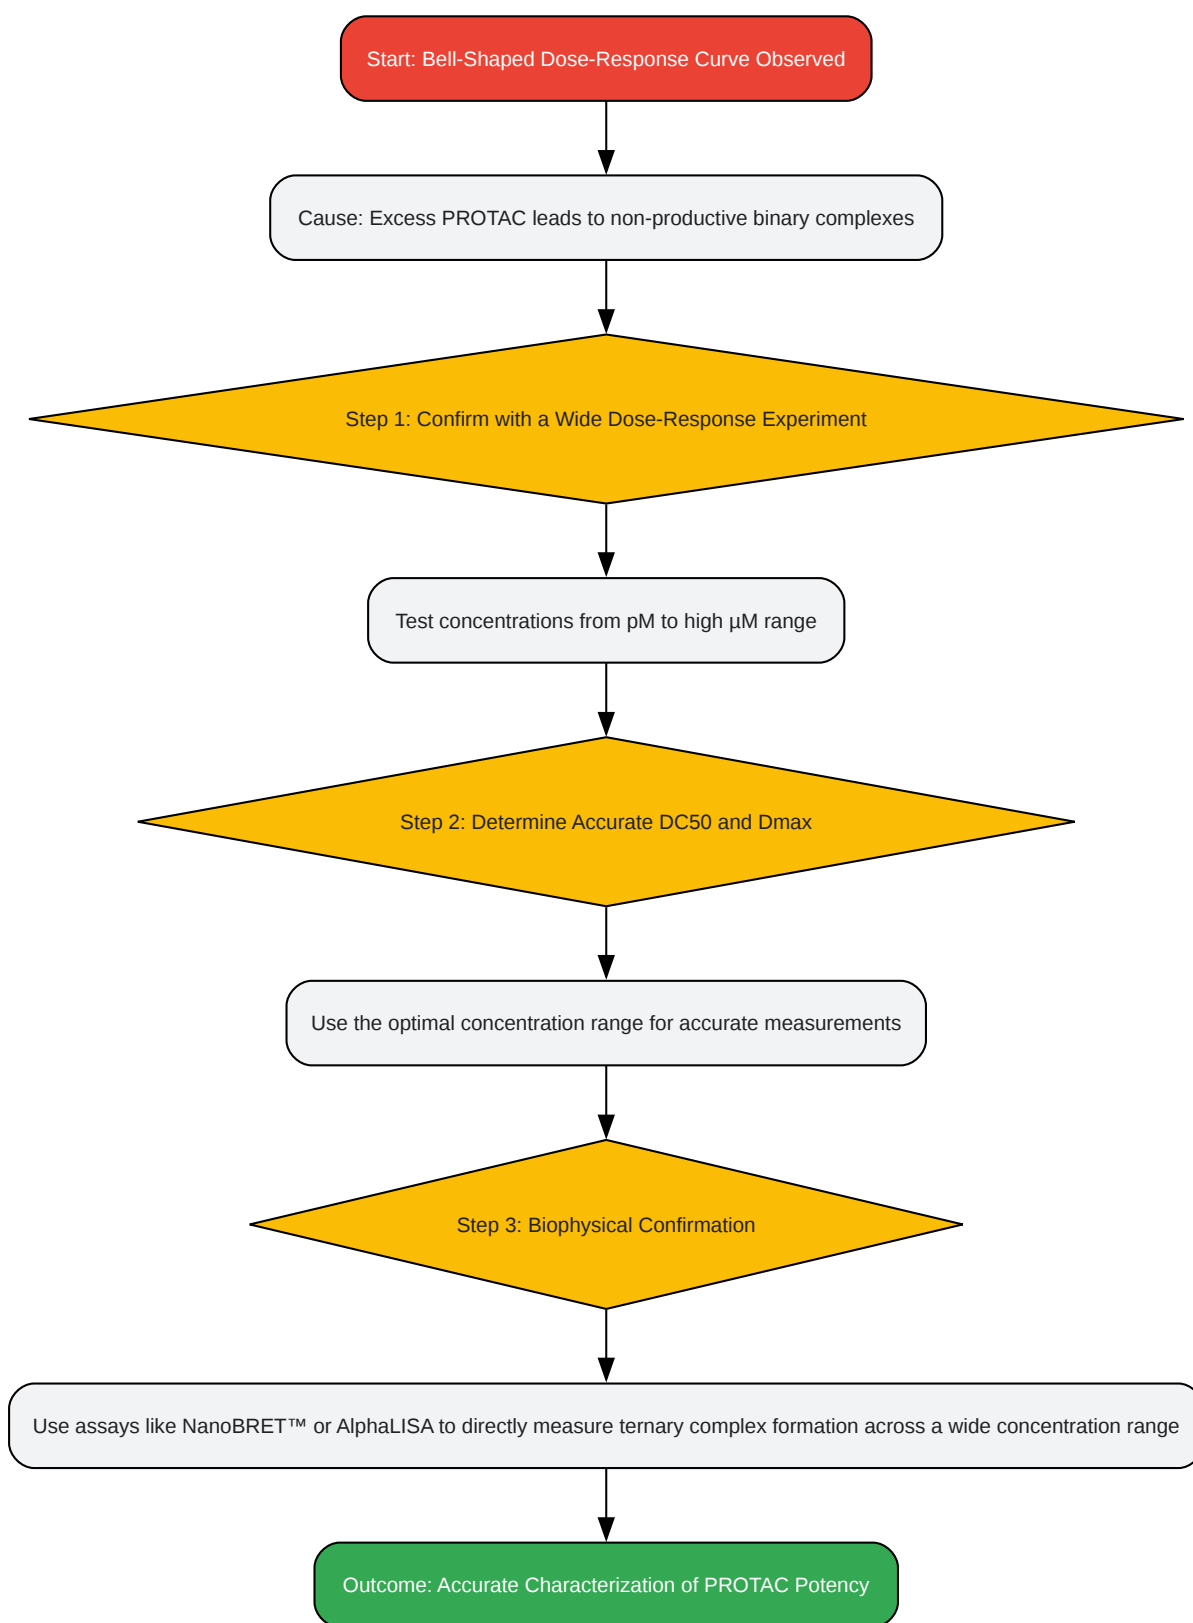 Start: Bell-Shaped Dose-Response Curve Observed
Cause: Excess PROTAC leads to non-productive binary complexes
Step 1: Confirm with a Wide Dose-Response Experiment
Test concentrations from pM to high µM range
Step 2: Determine Accurate DC50 and Dmax
Use the optimal concentration range for accurate measurements
Step 3: Biophysical Confirmation
Use assays like NanoBRET™ or AlphaLISA to directly measure ternary complex formation across a wide concentration range
Outcome: Accurate Characterization of PROTAC Potency